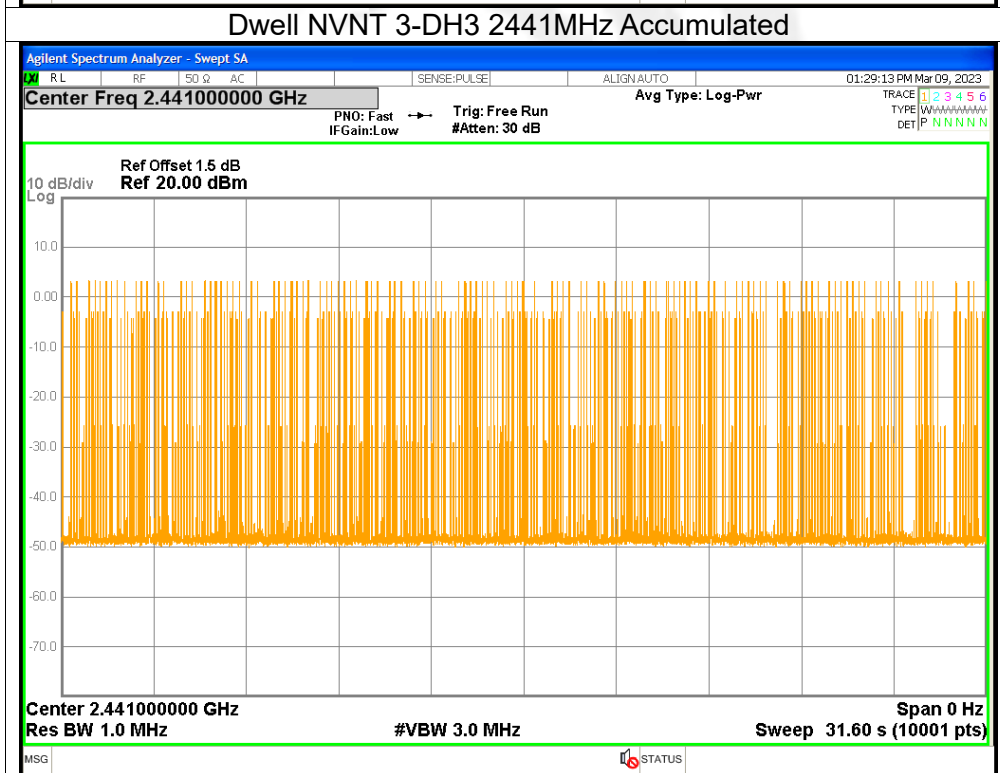 Dwell NVNT 3-DH3 2441MHz Accumulated
Agilent Spectrum Analyzer - Swept SA
LXI RL RF 50 Ω AC SENSE:PULSE ALIGNAUTO 01:29:13 PM Mar 09, 2023
Center Freq 2.441000000 GHz Avg Type: Log-Pwr TRACE 1 2 3 4 5 6
PNO: Fast Trig: Free Run TYPE WWWWWW
IFGain:Low #Atten: 30 dB DET P N N N N N
Ref Offset 1.5 dB
10 dB/div Ref 20.00 dBm
Log
10.0
0.00
-10.0
-20.0
-30.0
-40.0
-50.0
-60.0
-70.0
Center 2.441000000 GHz Span 0 Hz
Res BW 1.0 MHz #VBW 3.0 MHz Sweep 31.60 s (10001 pts)
MSG STATUS